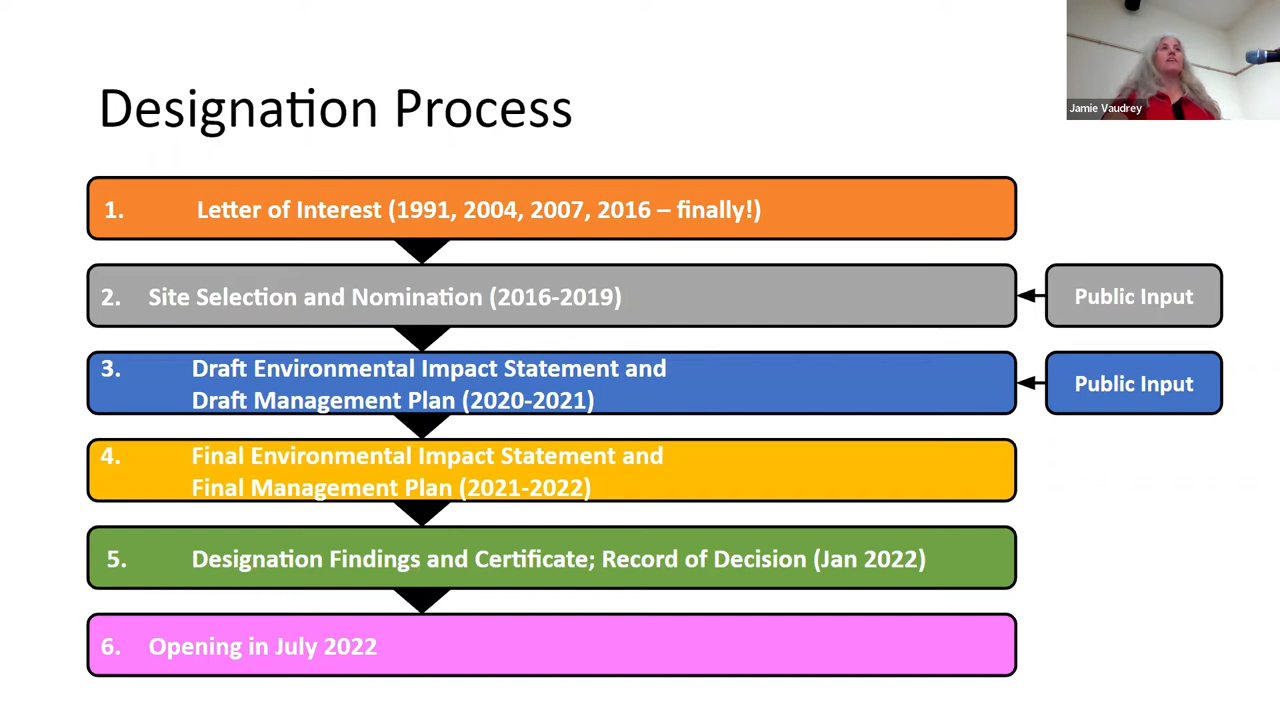 Jamie Vaudrey
Designation Process
1. Letter of Interest (1991, 2004, 2007, 2016 – finally!)
2. Site Selection and Nomination (2016-2019)
Public Input
3. Draft Environmental Impact Statement and
Draft Management Plan (2020-2021)
Public Input
4. Final Environmental Impact Statement and
Final Management Plan (2021-2022)
5. Designation Findings and Certificate; Record of Decision (Jan 2022)
6. Opening in July 2022